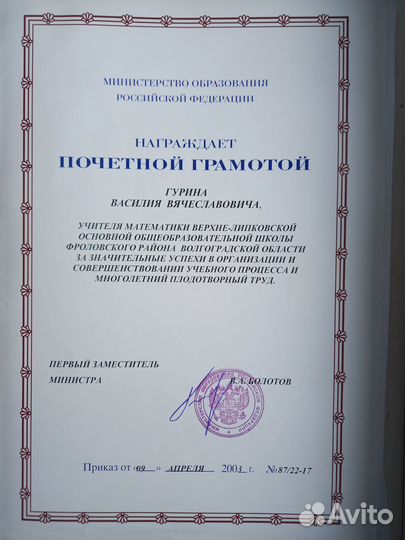 МИНИСТЕРСТВО ОБРАЗОВАНИЯ
РОССИЙСКОЙ ФЕДЕРАЦИИ
НАГРАЖДАЕТ
ПОЧЕТНОЙ ГРАМОТОЙ
ГУРИНА
ВАСИЛИЯ ВЯЧЕСЛАВОВИЧА,
УЧИТЕЛЯ МАТЕМАТИКИ ВЕРХНЕ-ЛИПКОВСКОЙ
ОСНОВНОЙ ОБЩЕОБРАЗОВАТЕЛЬНОЙ ШКОЛЫ
ФРОЛОВСКОГО РАЙОНА ВОЛГОГРАДСКОЙ ОБЛАСТИ
ЗА ЗНАЧИТЕЛЬНЫЕ УСПЕХИ В ОРГАНИЗАЦИИ И
СОВЕРШЕНСТВОВАНИИ УЧЕБНОГО ПРОЦЕССА И
МНОГОЛЕТНИЙ ПЛОДОТВОРНЫЙ ТРУД.
ПЕРВЫЙ ЗАМЕСТИТЕЛЬ
МИНИСТРА В.А. БОЛОТОВ
Приказ от «09» АПРЕЛЯ 2003 г. №87/22-17
Avito